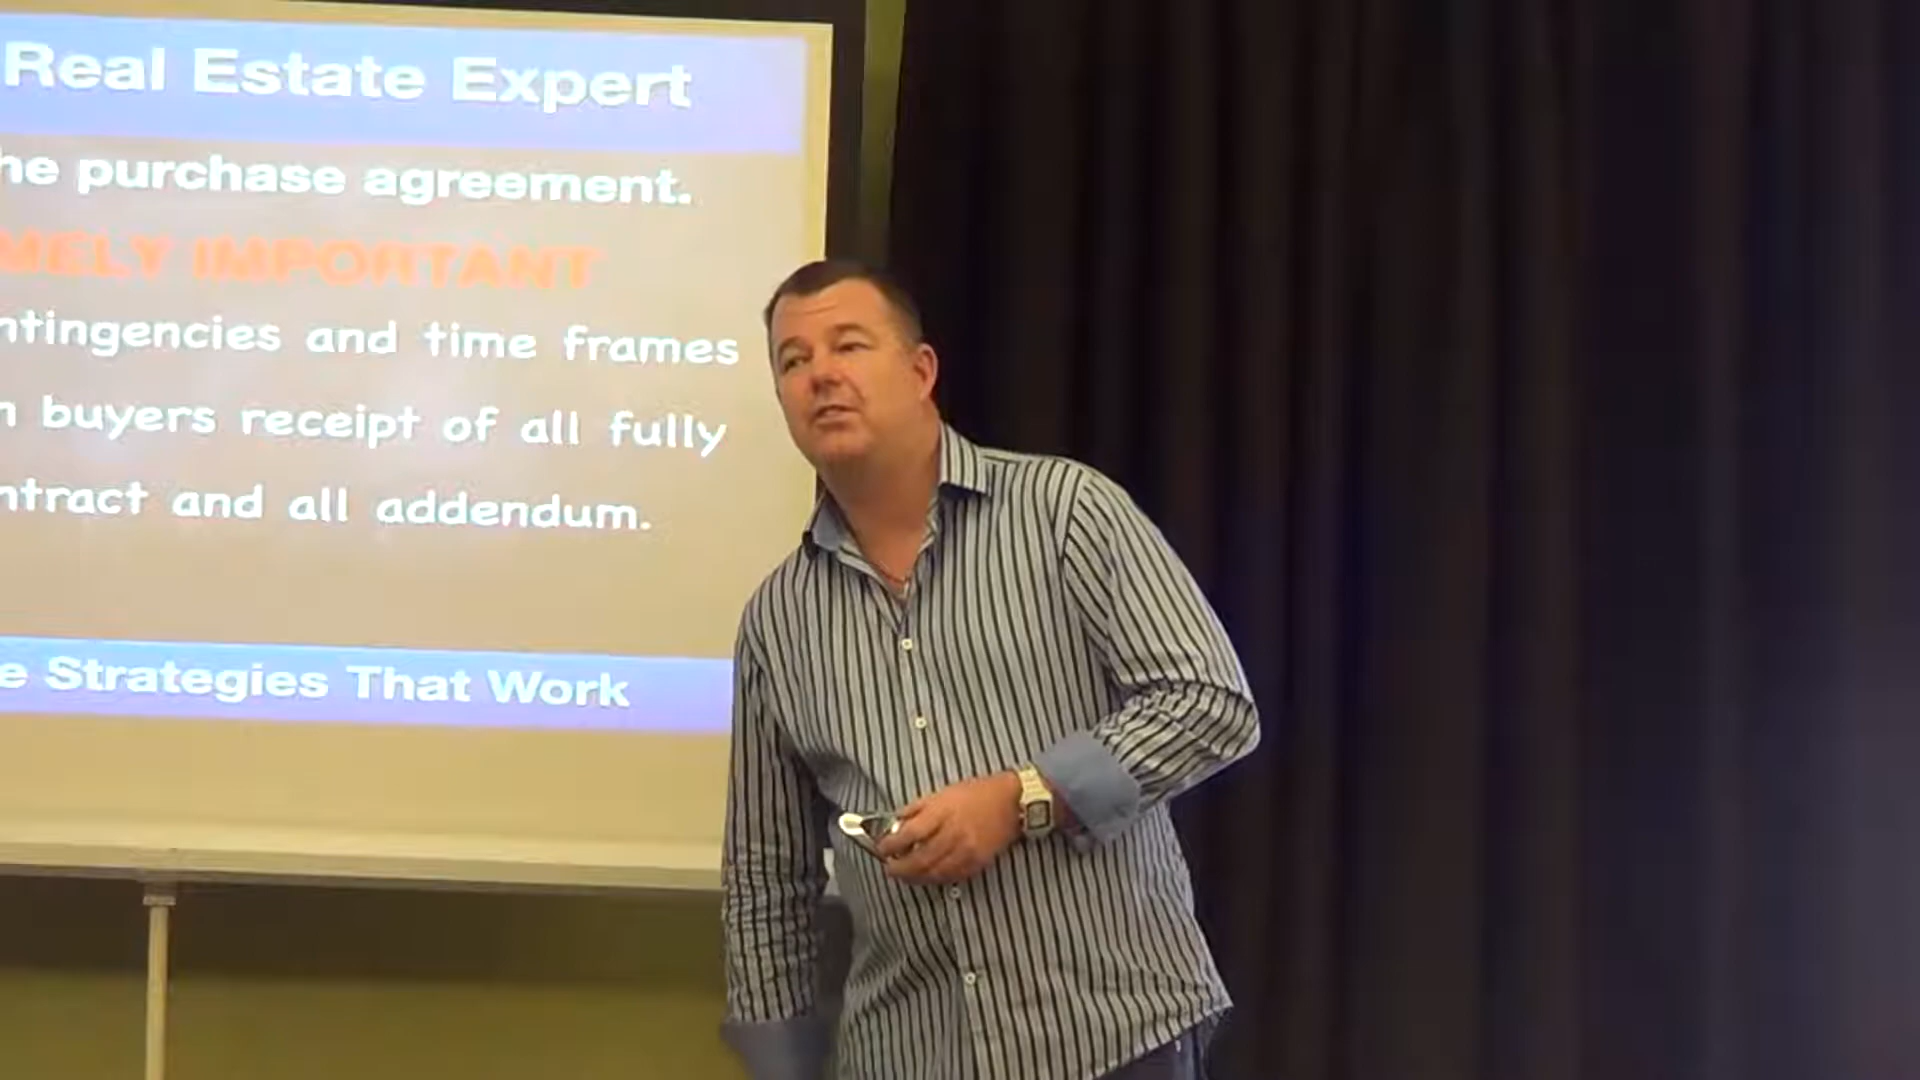 Real Estate Expert
he purchase agreement.
MELY IMPORTANT
ntingencies and time frames
n buyers receipt of all fully
ntract and all addendum.
e Strategies That Work